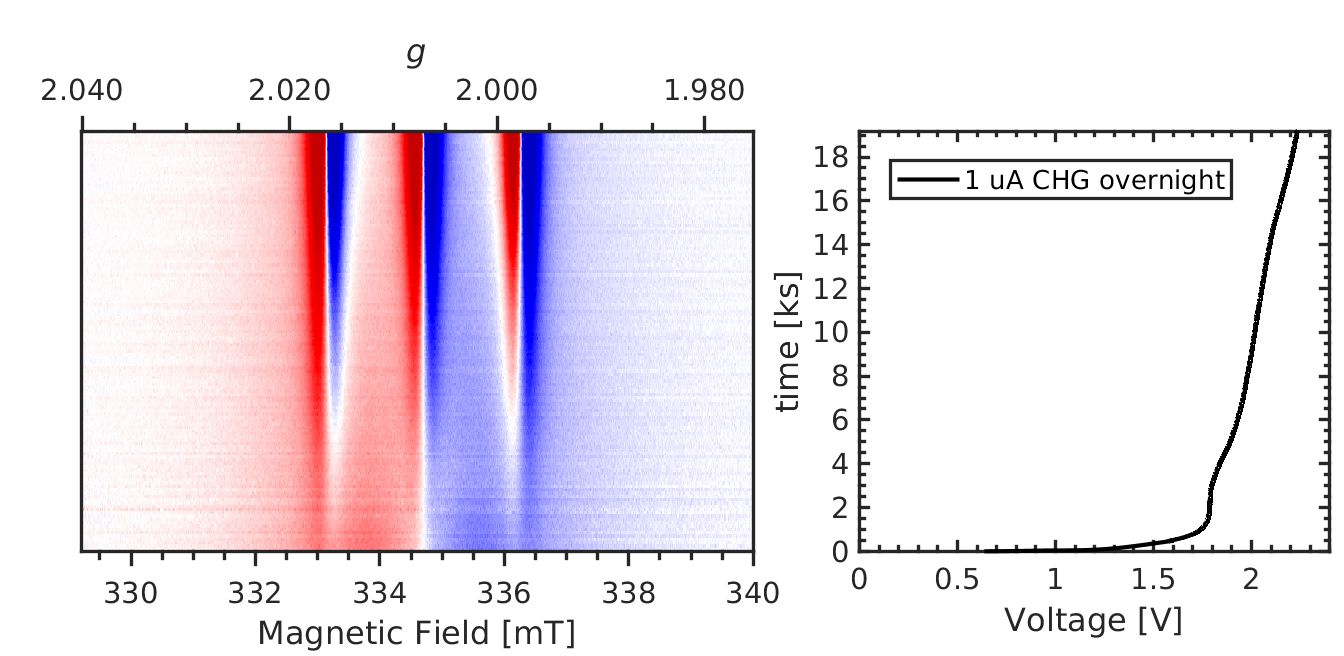 g
2.040 2.020 2.000 1.980
330 332 334 336 338 340
Magnetic Field [mT]
1 uA CHG overnight
18
16
14
12
10
8
6
4
2
0
time [ks]
0 0.5 1 1.5 2
Voltage [V]